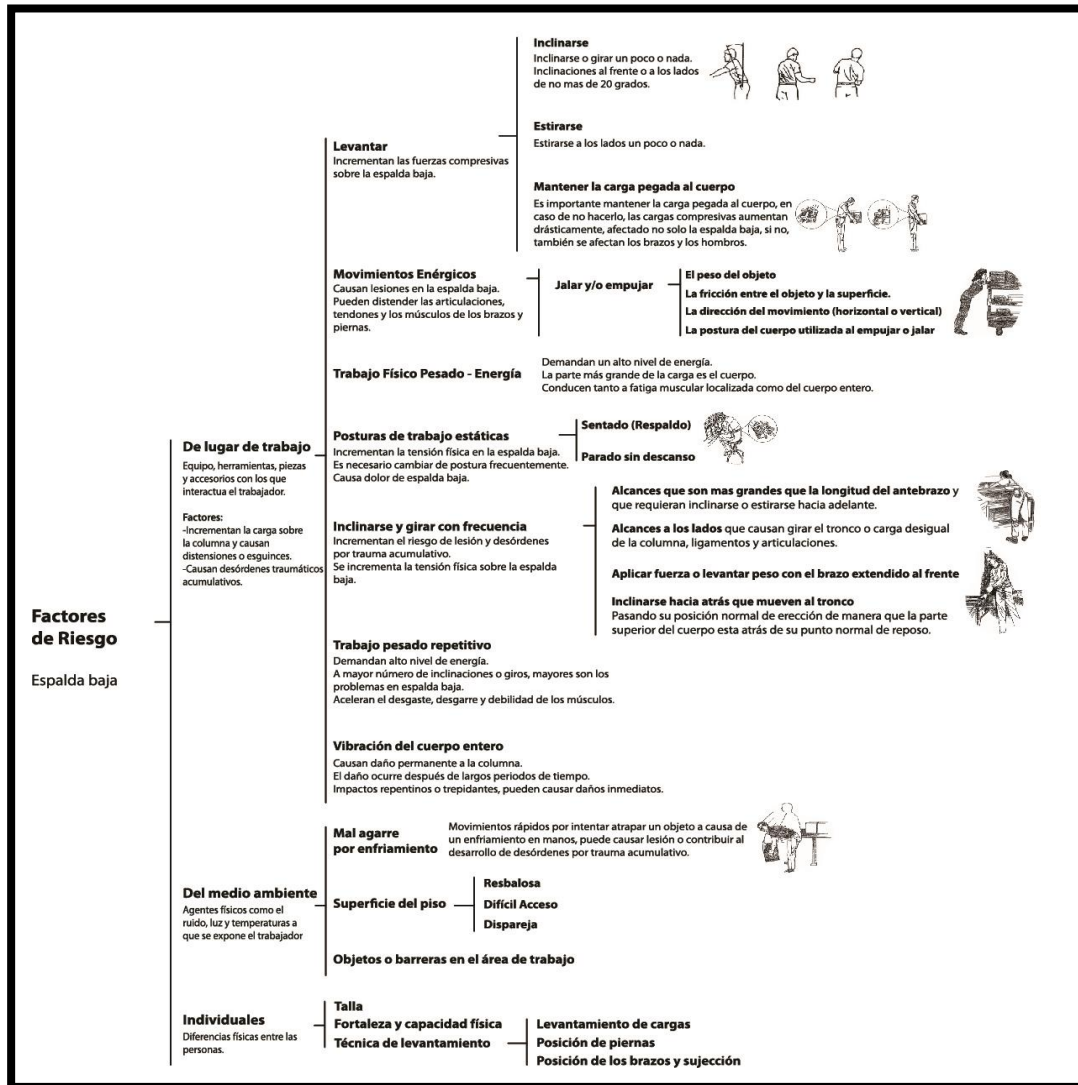 Factores
de Riesgo
Espalda baja
De lugar de trabajo
Equipo, herramientas, piezas
y accesorios con los que
interactua el trabajador.
Factores:
-Incrementan la carga sobre
la columna y causan
distensiones o esguinces.
-Causan desórdenes traumáticos
acumulativos.
Levantar
Incrementan las fuerzas compresivas
sobre la espalda baja.
Inclinarse
Inclinarse o girar un poco o nada.
Inclinaciones al frente o a los lados
de no mas de 20 grados.
Estirarse
Estirarse a los lados un poco o nada.
Mantener la carga pegada al cuerpo
Es importante mantener la carga pegada al cuerpo, en
caso de no hacerlo, las cargas compresivas aumentan
drásticamente, afectado no solo la espalda baja, si no,
también se afectan los brazos y los hombros.
Movimientos Enérgicos
Causan lesiones en la espalda baja.
Pueden distender las articulaciones,
tendones y los músculos de los brazos y
piernas.
Jalar y/o empujar
El peso del objeto
La fricción entre el objeto y la superficie.
La dirección del movimiento (horizontal o vertical)
La postura del cuerpo utilizada al empujar o jalar
Trabajo Físico Pesado - Energía
Demandan un alto nivel de energía.
La parte más grande de la carga es el cuerpo.
Conducen tanto a fatiga muscular localizada como del cuerpo entero.
Posturas de trabajo estáticas
Incrementan la tensión física en la espalda baja.
Es necesario cambiar de postura frecuentemente.
Causa dolor de espalda baja.
Sentado (Respaldo)
Parado sin descanso
Inclinarse y girar con frecuencia
Incrementan el riesgo de lesión y desórdenes
por trauma acumulativo.
Se incrementa la tensión física sobre la espalda
baja.
Alcances que son mas grandes que la longitud del antebrazo y
que requieran inclinarse o estirarse hacia adelante.
Alcances a los lados que causan girar el tronco o carga desigual
de la columna, ligamentos y articulaciones.
Aplicar fuerza o levantar peso con el brazo extendido al frente
Inclinarse hacia atrás que mueven al tronco
Pasando su posición normal de erección de manera que la parte
superior del cuerpo esta atrás de su punto normal de reposo.
Trabajo pesado repetitivo
Demandan alto nivel de energía.
A mayor número de inclinaciones o giros, mayores son los
problemas en espalda baja.
Aceleran el desgaste, desgarre y debilidad de los músculos.
Vibración del cuerpo entero
Causan daño permanente a la columna.
El daño ocurre después de largos periodos de tiempo.
Impactos repentinos o trepidantes, pueden causar daños inmediatos.
Del medio ambiente
Agentes físicos como el
ruido, luz y temperaturas a
que se expone el trabajador
Mal agarre
por enfriamiento
Movimientos rápidos por intentar atrapar un objeto a causa de
un enfriamiento en manos, puede causar lesión o contribuir al
desarrollo de desórdenes por trauma acumulativo.
Superficie del piso
Resbalosa
Difícil Acceso
Dispareja
Objetos o barreras en el área de trabajo
Individuales
Diferencias físicas entre las
personas.
Talla
Fortaleza y capacidad física
Técnica de levantamiento
Levantamiento de cargas
Posición de piernas
Posición de los brazos y sujección